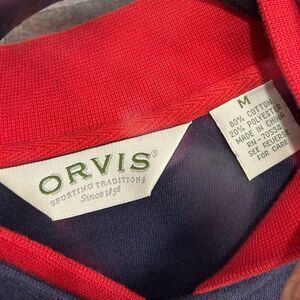 ORVIS®
SPORTING TRADITIONS
Since 1856
M
80% COTTON
20% POLYESTER
MADE IN CHINA
SEE REVERSE
FOR CARE